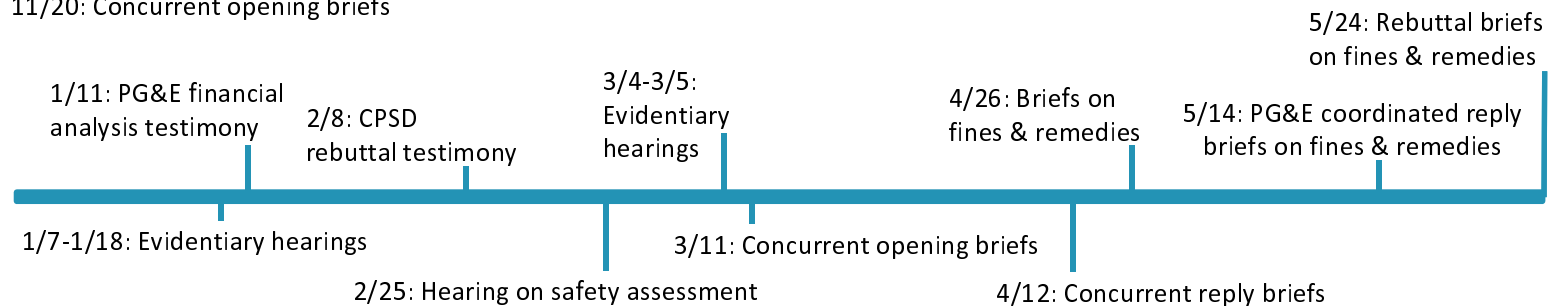 11/20: Concurrent opening briefs
5/24: Rebuttal briefs
on fines & remedies
1/11: PG&E financial
analysis testimony
2/8: CPSD
rebuttal testimony
3/4-3/5:
Evidentiary
hearings
4/26: Briefs on
fines & remedies
5/14: PG&E coordinated reply
briefs on fines & remedies
1/7-1/18: Evidentiary hearings
2/25: Hearing on safety assessment
3/11: Concurrent opening briefs
4/12: Concurrent reply briefs